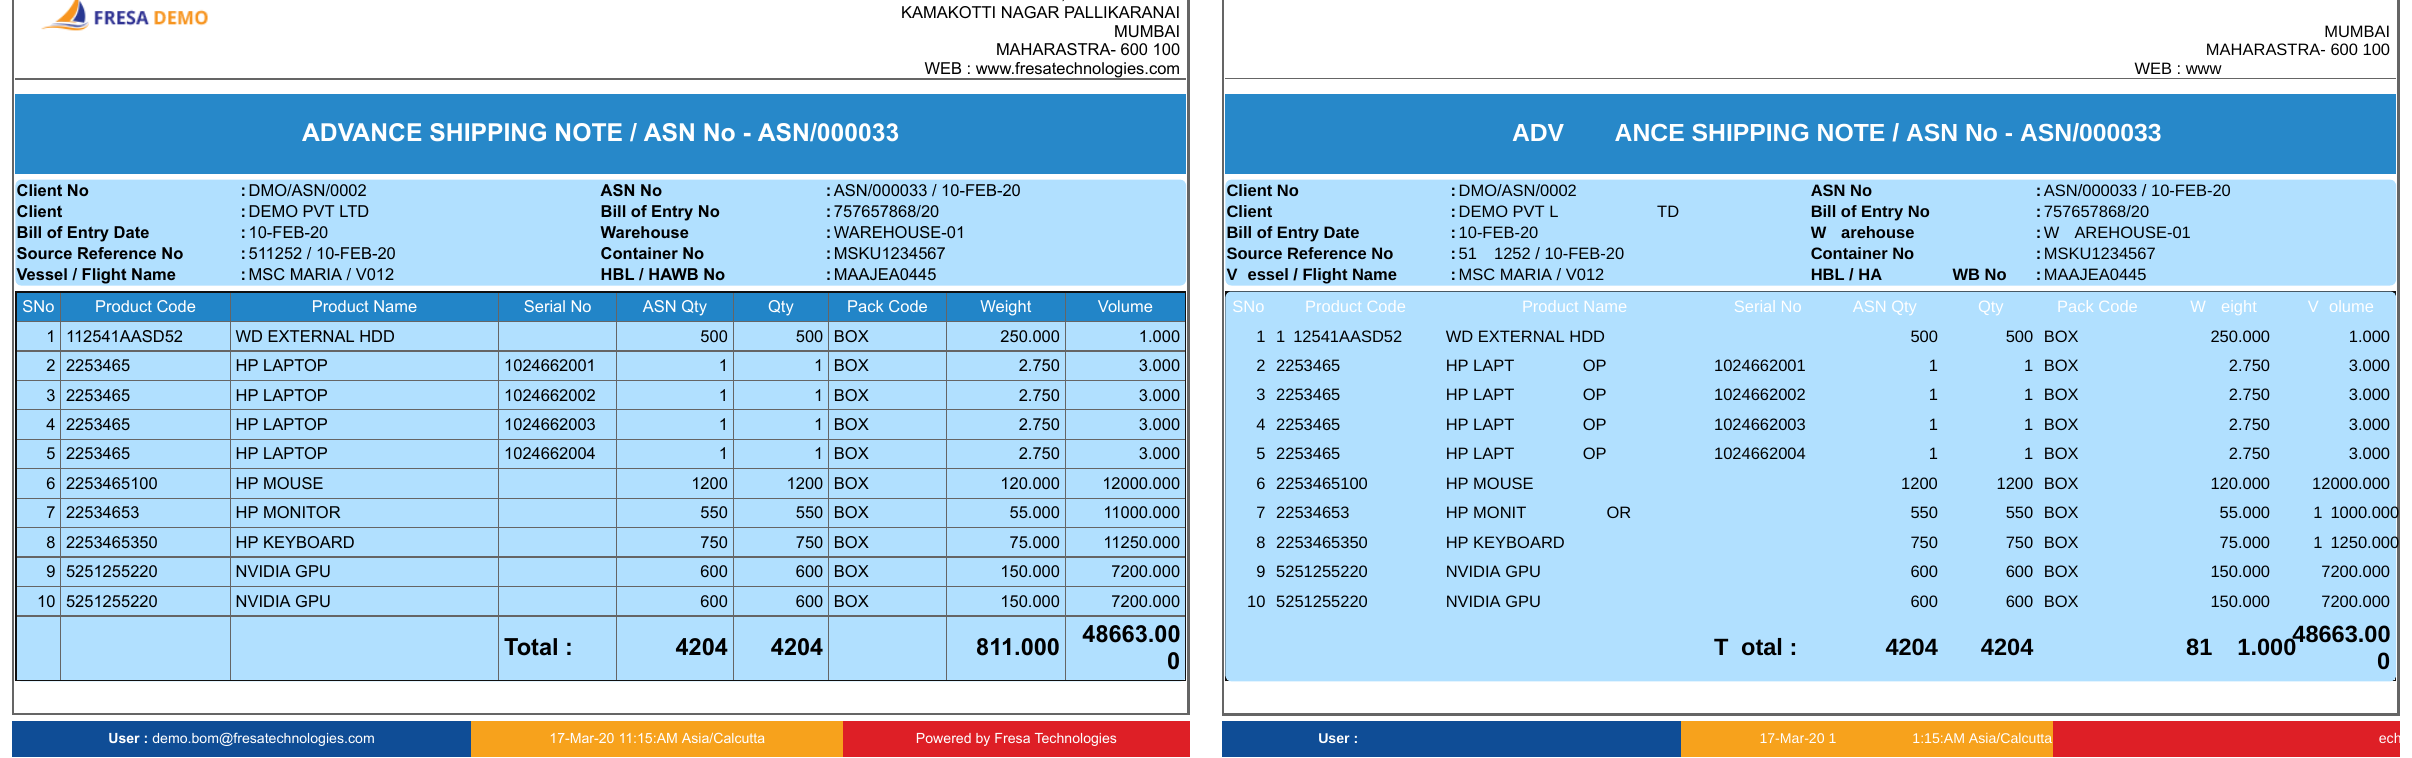 FRESA DEMO
KAMAKOTTI NAGAR PALLIKARANAI
MUMBAI
MAHARASTRA- 600 100
WEB : www.fresatechnologies.com
ADVANCE SHIPPING NOTE / ASN No - ASN/000033
Client No : DMO/ASN/0002 ASN No : ASN/000033 / 10-FEB-20
Client : DEMO PVT LTD Bill of Entry No : 757657868/20
Bill of Entry Date : 10-FEB-20 Warehouse : WAREHOUSE-01
Source Reference No : 511252 / 10-FEB-20 Container No : MSKU1234567
Vessel / Flight Name : MSC MARIA / V012 HBL / HAWB No : MAAJEA0445
SNo Product Code Product Name Serial No ASN Qty Qty Pack Code Weight Volume
1 112541AASD52 WD EXTERNAL HDD 500 500 BOX 250.000 1.000
2 2253465 HP LAPTOP 1024662001 1 1 BOX 2.750 3.000
3 2253465 HP LAPTOP 1024662002 1 1 BOX 2.750 3.000
4 2253465 HP LAPTOP 1024662003 1 1 BOX 2.750 3.000
5 2253465 HP LAPTOP 1024662004 1 1 BOX 2.750 3.000
6 2253465100 HP MOUSE 1200 1200 BOX 120.000 12000.000
7 22534653 HP MONITOR 550 550 BOX 55.000 11000.000
8 2253465350 HP KEYBOARD 750 750 BOX 75.000 11250.000
9 5251255220 NVIDIA GPU 600 600 BOX 150.000 7200.000
10 5251255220 NVIDIA GPU 600 600 BOX 150.000 7200.000
Total : 4204 4204 811.000 48663.00
0
User : demo.bom@fresatechnologies.com 17-Mar-20 11:15:AM Asia/Calcutta Powered by Fresa Technologies
MUMBAI
MAHARASTRA- 600 100
WEB : www
ADV ANCE SHIPPING NOTE / ASN No - ASN/000033
Client No : DMO/ASN/0002 ASN No : ASN/000033 / 10-FEB-20
Client : DEMO PVT L TD Bill of Entry No : 757657868/20
Bill of Entry Date : 10-FEB-20 W arehouse : W AREHOUSE-01
Source Reference No : 51 1252 / 10-FEB-20 Container No : MSKU1234567
V essel / Flight Name : MSC MARIA / V012 HBL / HA WB No : MAAJEA0445
SNo Product Code Product Name Serial No ASN Qty Qty Pack Code W eight V olume
1 1 12541AASD52 WD EXTERNAL HDD 500 500 BOX 250.000 1.000
2 2253465 HP LAPT OP 1024662001 1 1 BOX 2.750 3.000
3 2253465 HP LAPT OP 1024662002 1 1 BOX 2.750 3.000
4 2253465 HP LAPT OP 1024662003 1 1 BOX 2.750 3.000
5 2253465 HP LAPT OP 1024662004 1 1 BOX 2.750 3.000
6 2253465100 HP MOUSE 1200 1200 BOX 120.000 12000.000
7 22534653 HP MONIT OR 550 550 BOX 55.000 1 1000.000
8 2253465350 HP KEYBOARD 750 750 BOX 75.000 1 1250.000
9 5251255220 NVIDIA GPU 600 600 BOX 150.000 7200.000
10 5251255220 NVIDIA GPU 600 600 BOX 150.000 7200.000
T otal : 4204 4204 81 1.000 48663.00
0
User : 17-Mar-20 1 1:15:AM Asia/Calcutta ech